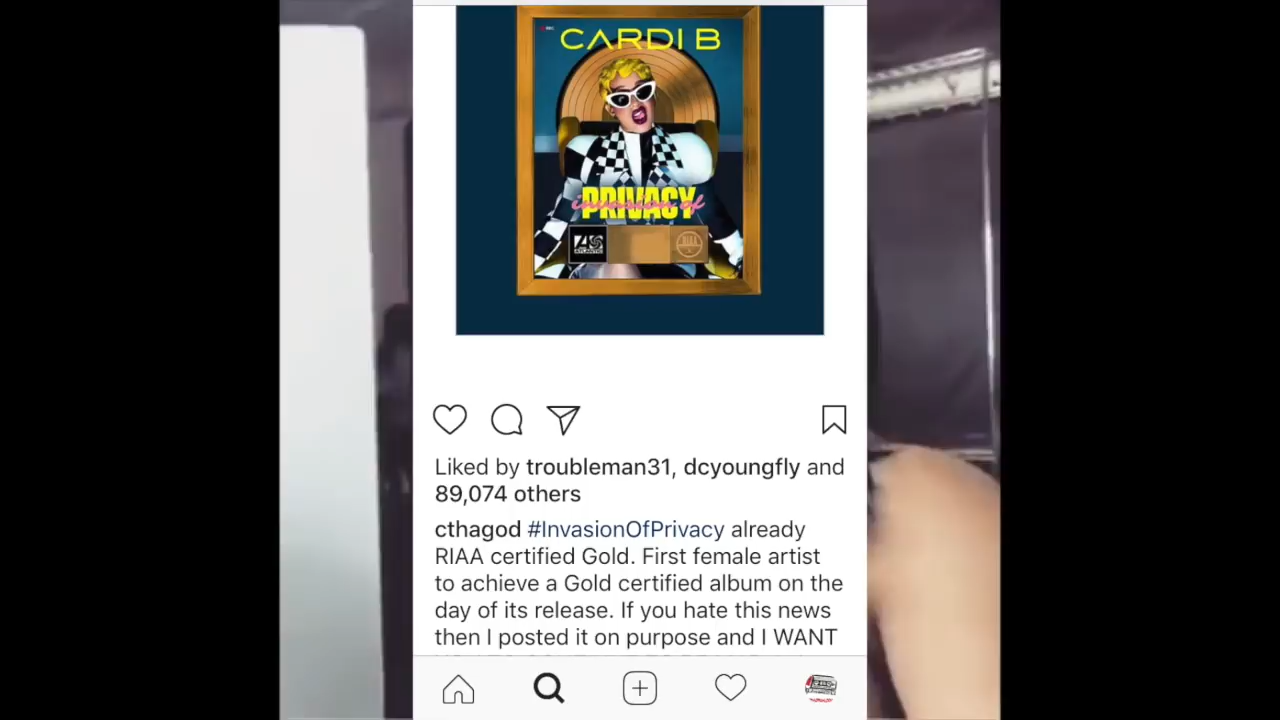 CARDI B
invasion of
PRIVACY
ATLANTIC
RIAA
Liked by troubleman31, dcyoungfly and
89,074 others
cthagod #InvasionOfPrivacy already
RIAA certified Gold. First female artist
to achieve a Gold certified album on the
day of its release. If you hate this news
then I posted it on purpose and I WANT